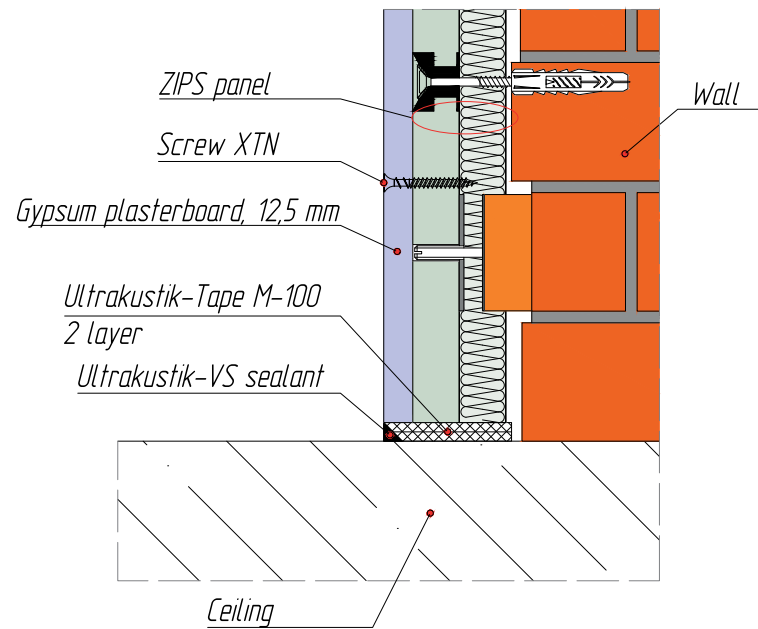 ZIPS panel
Wall
Screw XTN
Gypsum plasterboard, 12,5 mm
Ultrakustik-Tape M-100
2 layer
Ultrakustik-VS sealant
Ceiling